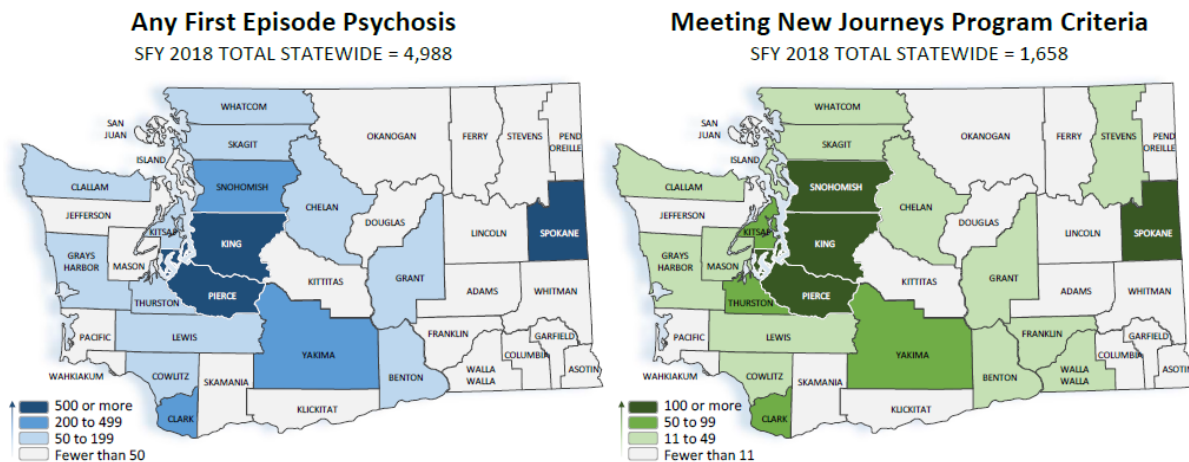 Any First Episode Psychosis
SFY 2018 TOTAL STATEWIDE = 4,988
WHATCOM
SAN
JUAN
SKAGIT
ISLAND
OKANOGAN
FERRY
STEVENS
PEND
OREILLE
CLALLAM
SNOHOMISH
CHELAN
JEFFERSON
DOUGLAS
KITSAP
KING
LINCOLN
SPOKANE
GRAYS
HARBOR
MASON
GRANT
KITTITAS
PIERCE
ADAMS
WHITMAN
THURSTON
PACIFIC
LEWIS
YAKIMA
FRANKLIN
GARFIELD
COLUMBIA
WAHKIAKUM
COWLITZ
SKAMANIA
BENTON
WALLA
WALLA
ASOTIN
CLARK
KLICKITAT
500 or more
200 to 499
50 to 199
Fewer than 50
Meeting New Journeys Program Criteria
SFY 2018 TOTAL STATEWIDE = 1,658
WHATCOM
SAN
JUAN
SKAGIT
ISLAND
OKANOGAN
FERRY
STEVENS
PEND
OREILLE
CLALLAM
SNOHOMISH
CHELAN
JEFFERSON
DOUGLAS
KITSAP
KING
LINCOLN
SPOKANE
GRAYS
HARBOR
MASON
GRANT
KITTITAS
PIERCE
ADAMS
WHITMAN
THURSTON
PACIFIC
LEWIS
YAKIMA
FRANKLIN
GARFIELD
COLUMBIA
WAHKIAKUM
COWLITZ
SKAMANIA
BENTON
WALLA
WALLA
ASOTIN
CLARK
KLICKITAT
100 or more
50 to 99
11 to 49
Fewer than 11